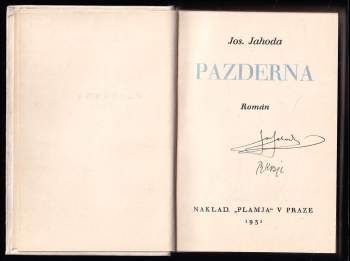 Jos. Jahoda
PAZDERNA
Román
NAKLAD. „PLAMJA" V PRAZE
1931